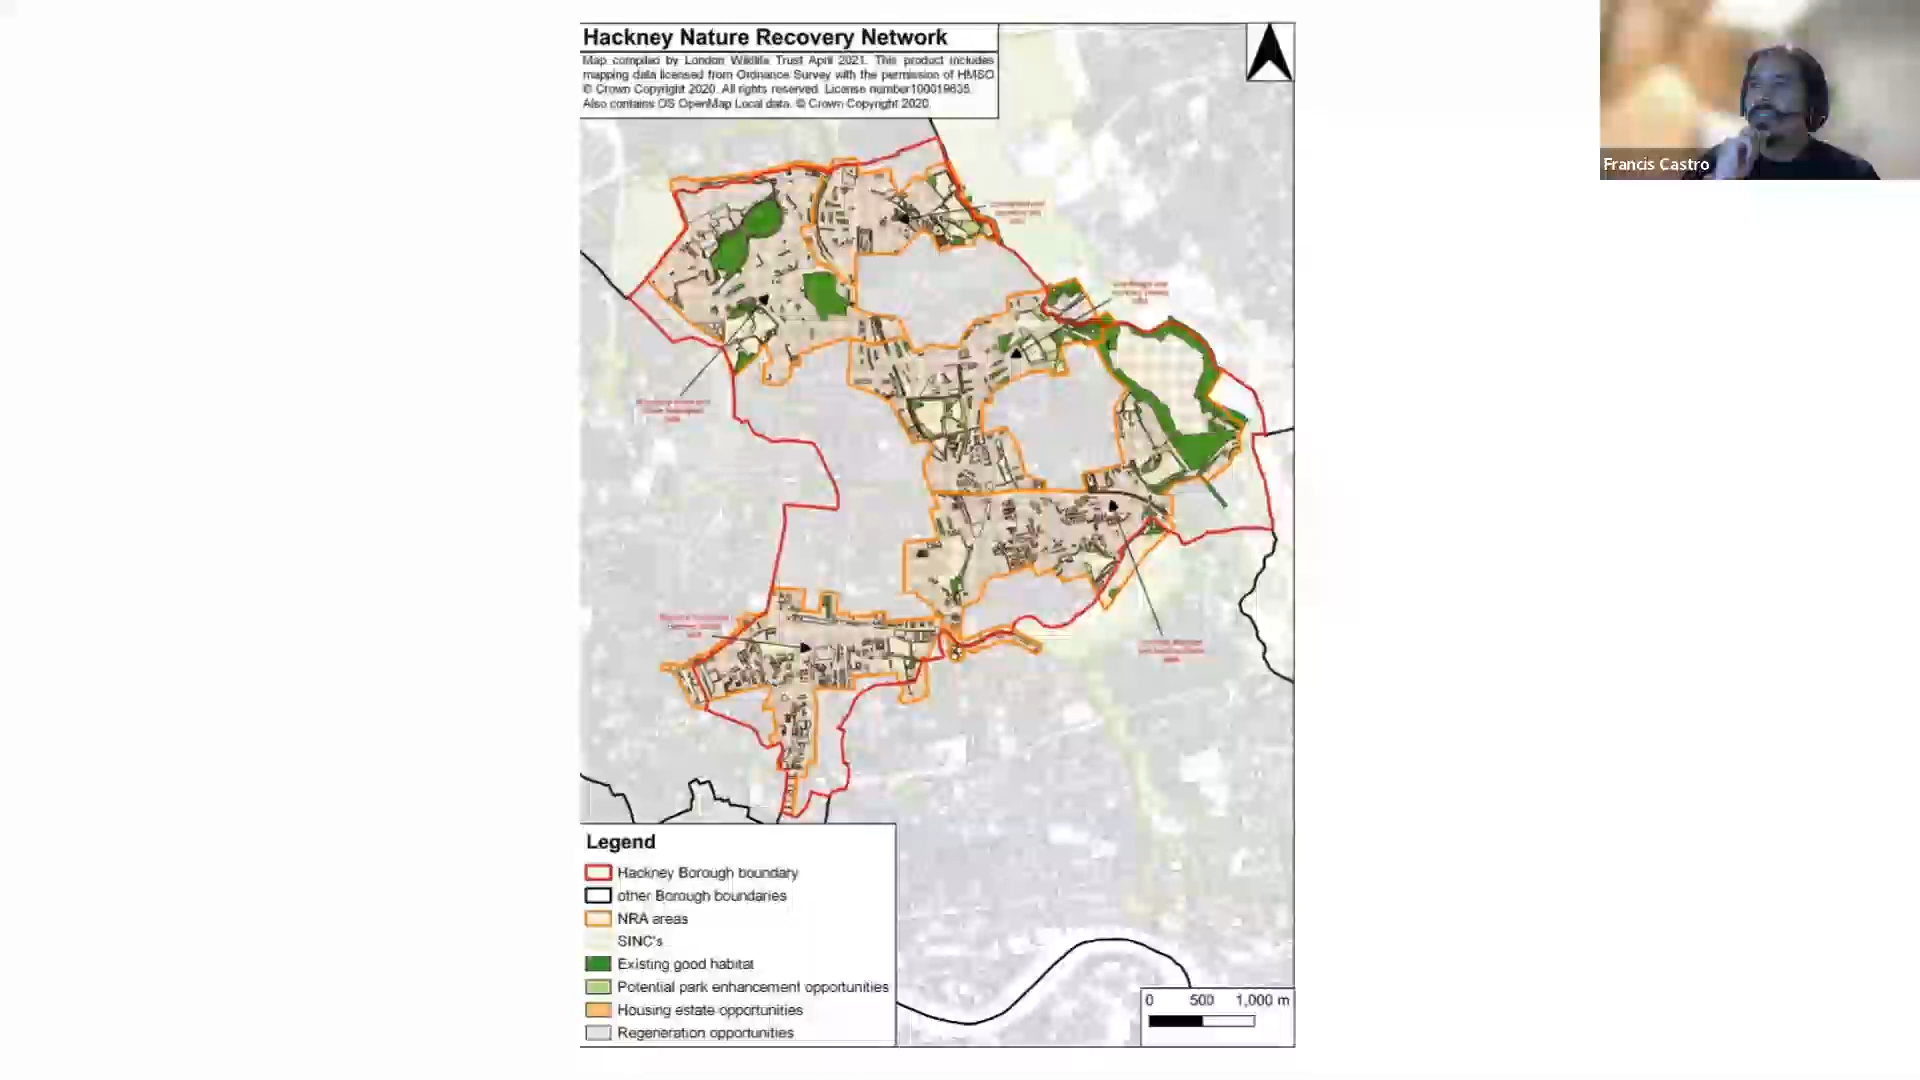 Hackney Nature Recovery Network
Map compiled by London Wildlife Trust April 2021. This product includes
mapping data licensed from Ordnance Survey with the permission of HMSO
© Crown Copyright 2020. All rights reserved. License number100019635.
Also contains OS OpenMap Local data. © Crown Copyright 2020.
Francis Castro
Legend
Hackney Borough boundary
other Borough boundaries
NRA areas
SINC's
Existing good habitat
Potential park enhancement opportunities
Housing estate opportunities
Regeneration opportunities
0 500 1,000 m